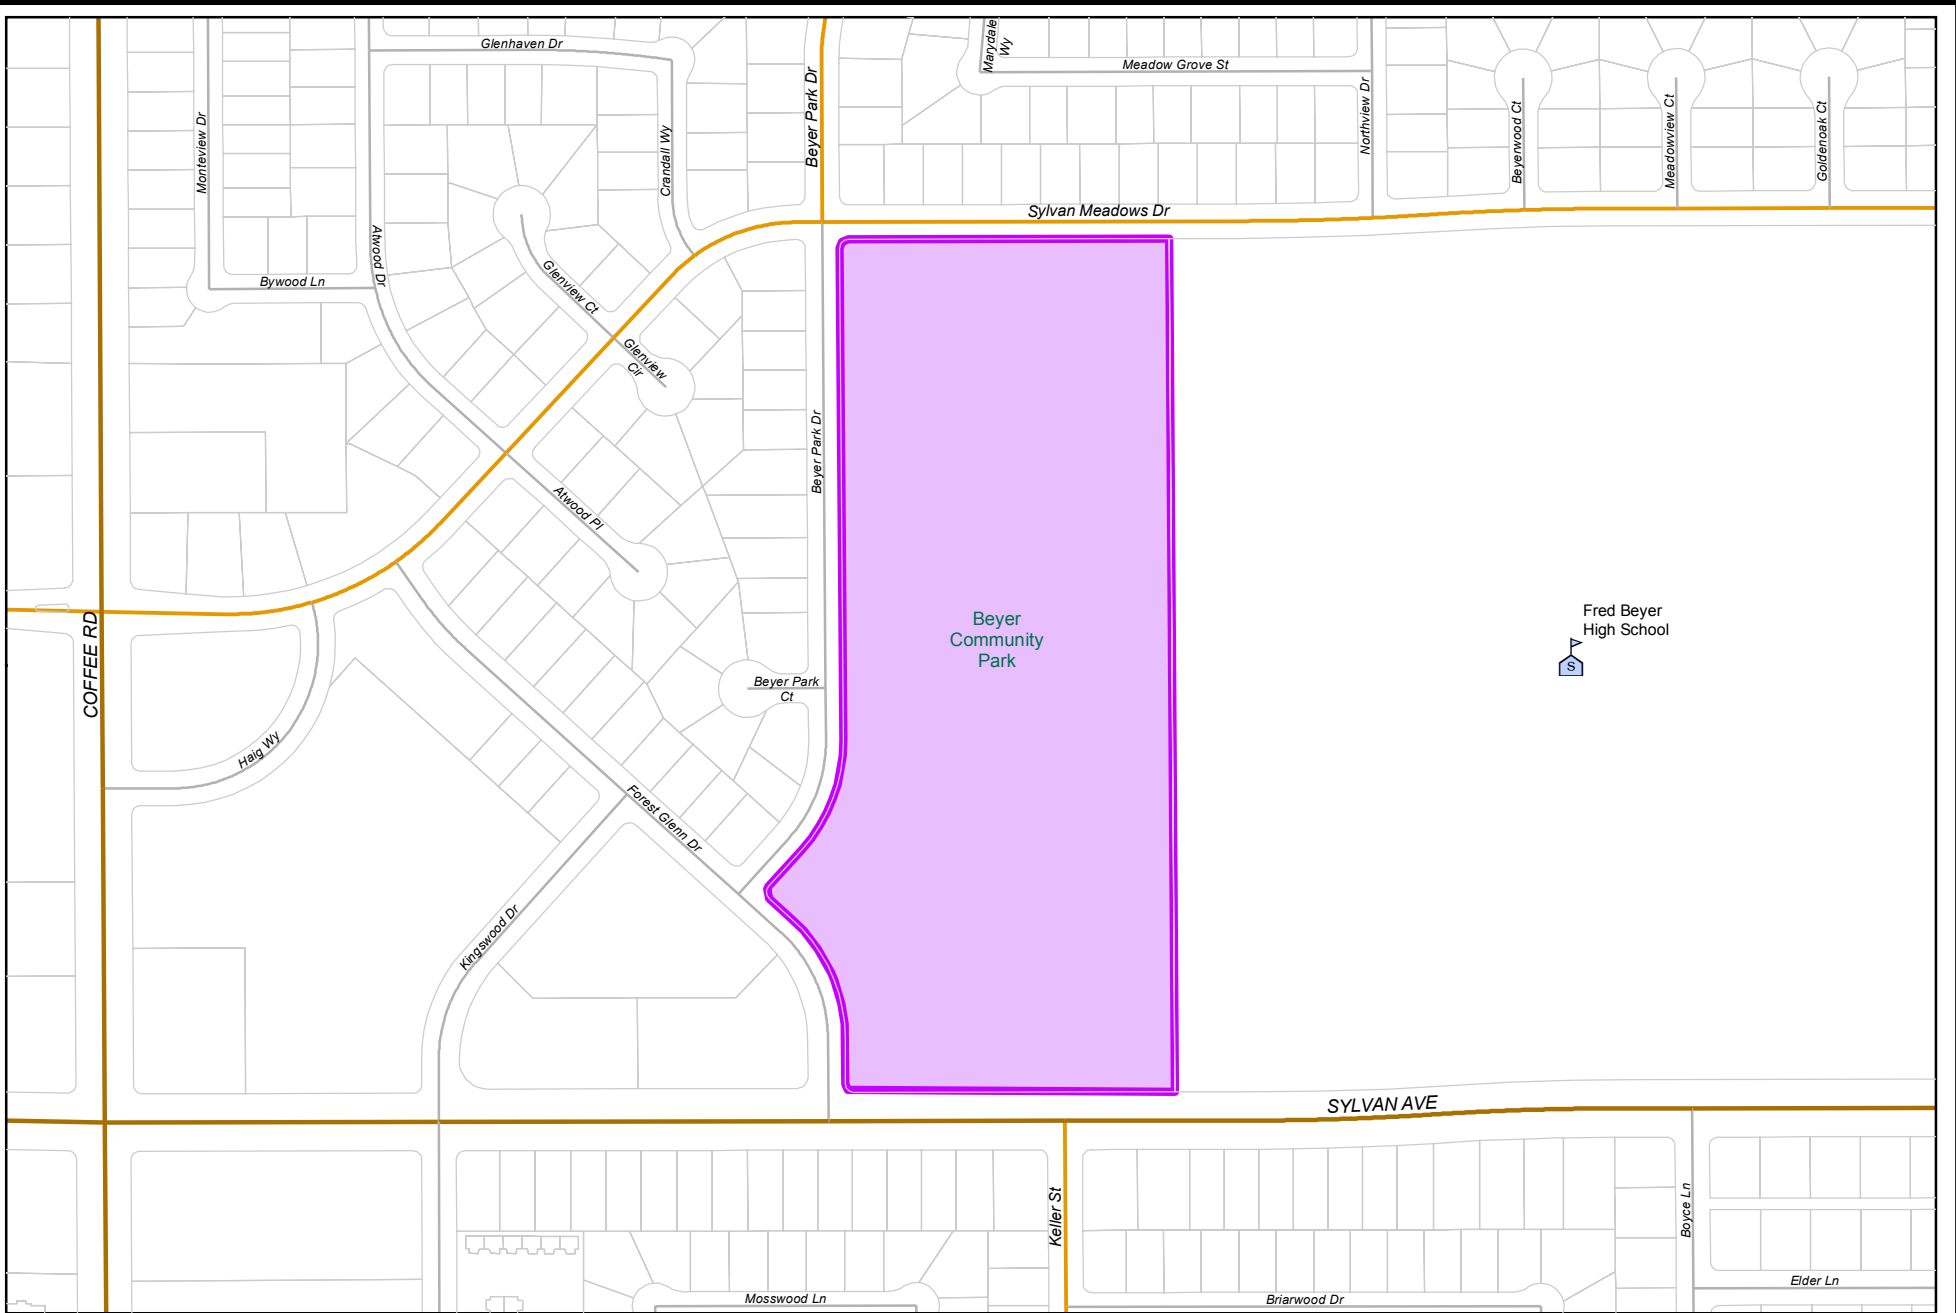 Glenhaven Dr
Marydale
Wy
Meadow Grove St
Monteview Dr
Crandall Wy
Beyer Park Dr
Northview Dr
Beyerwood Ct
Meadowview Ct
Goldenoak Ct
Sylvan Meadows Dr
Atwood Dr
Bywood Ln
Glenview Ct
Glenview
Cir
Beyer Park Dr
Atwood Pl
COFFEE RD
Beyer
Community
Park
Fred Beyer
High School
S
Beyer Park
Ct
Haig Wy
Forest Glenn Dr
Kingswood Dr
SYLVAN AVE
Keller St
Boyce Ln
Elder Ln
Mosswood Ln
Briarwood Dr